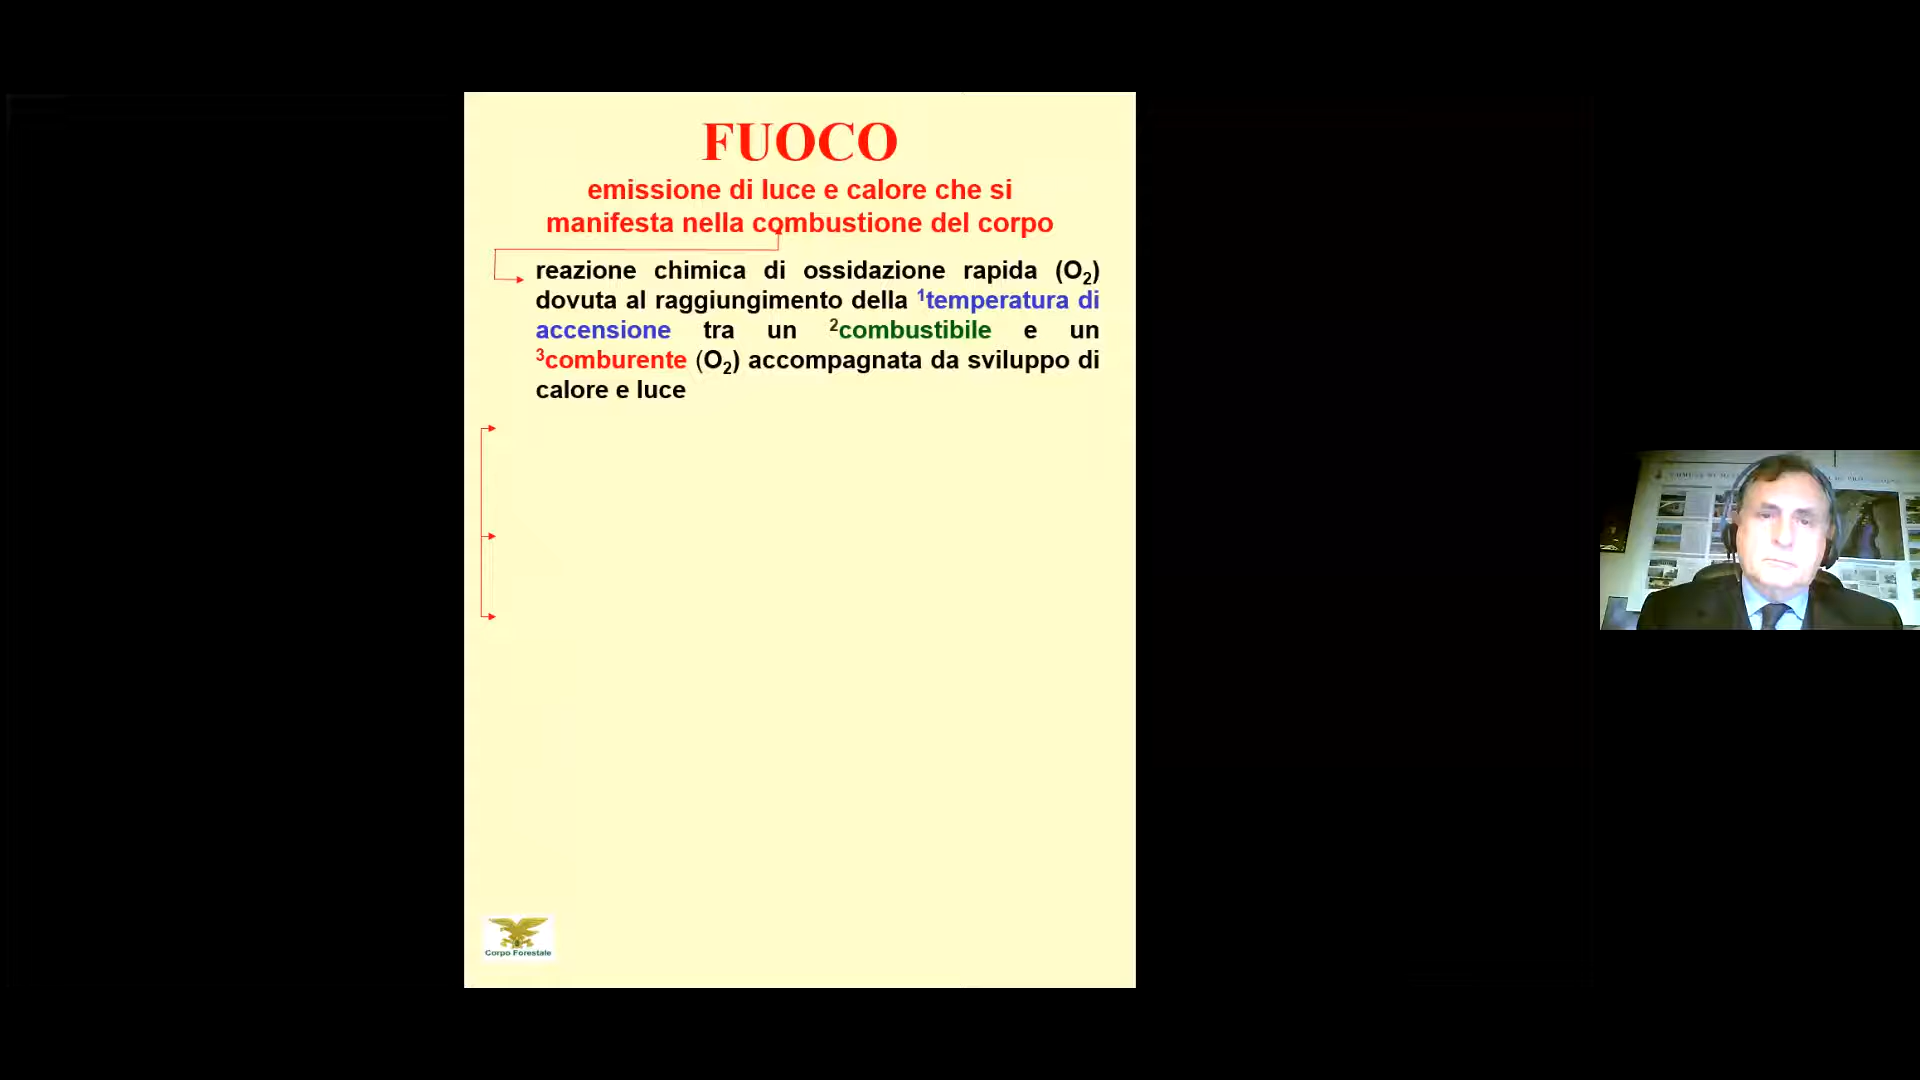 FUOCO
emissione di luce e calore che si
manifesta nella combustione del corpo
reazione chimica di ossidazione rapida (O₂)
dovuta al raggiungimento della ¹temperatura di
accensione tra un ²combustibile e un
³comburente (O₂) accompagnata da sviluppo di
calore e luce
Corpo Forestale